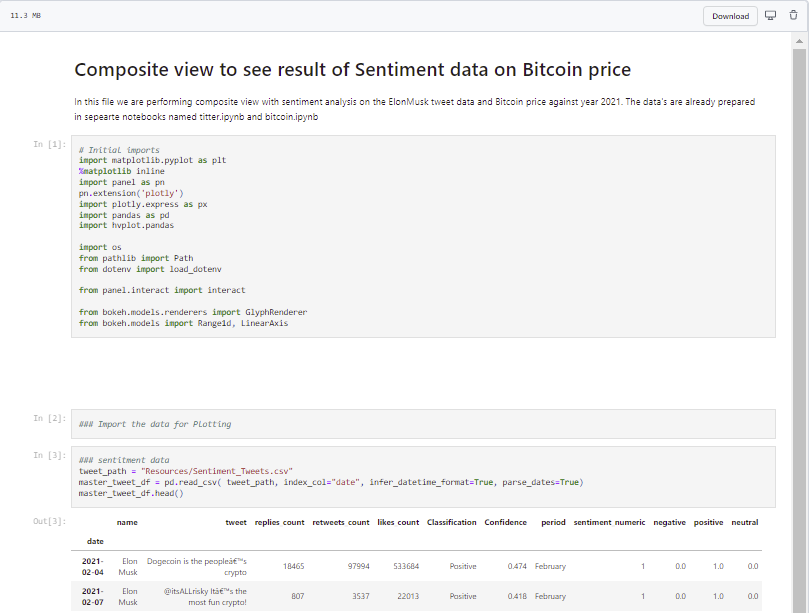 11.3 MB
Download
Composite view to see result of Sentiment data on Bitcoin price
In this file we are performing composite view with sentiment analysis on the ElonMusk tweet data and Bitcoin price against year 2021. The data's are already prepared
in sepearte notebooks named titter.ipynb and bitcoin.ipynb
In [1]:
# Initial imports
import matplotlib.pyplot as plt
%matplotlib inline
import panel as pn
pn.extension('plotly')
import plotly.express as px
import pandas as pd
import hvplot.pandas
import os
from pathlib import Path
from dotenv import load_dotenv
from panel.interact import interact
from bokeh.models.renderers import GlyphRenderer
from bokeh.models import Range1d, LinearAxis
In [2]:
### Import the data for Plotting
In [3]:
### sentitment data
tweet_path = "Resources/Sentiment_Tweets.csv"
master_tweet_df = pd.read_csv( tweet_path, index_col="date", infer_datetime_format=True, parse_dates=True)
master_tweet_df.head()
Out[3]:
name tweet replies count retweets count likes count Classification Confidence period sentiment_numeric negative positive neutral
date
2021- Elon Dogecoin is the peopleâ€™s 18465 97994 533684 Positive 0.474 February 1 0.0 1.0 0.0
02-04 Musk crypto
2021- Elon @itsALLrisky Itâ€™s the 807 3537 22013 Positive 0.418 February 1 0.0 1.0 0.0
02-07 Musk most fun crypto!